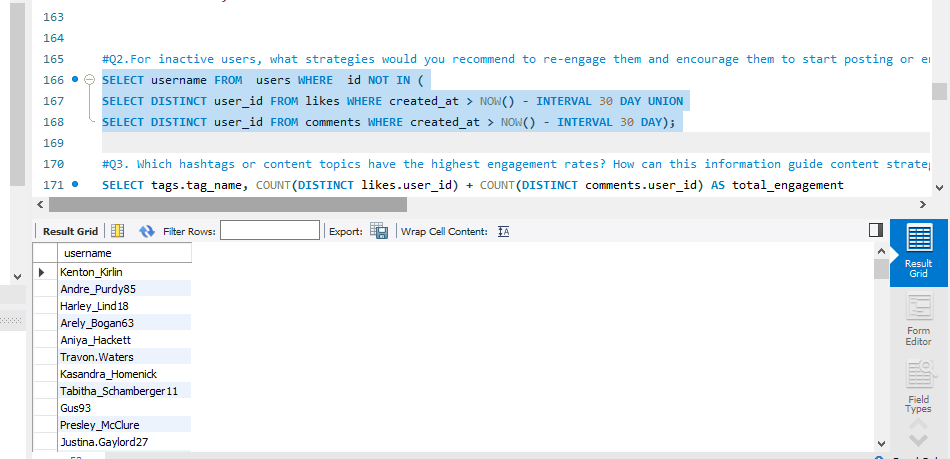 163
164
165 #Q2.For inactive users, what strategies would you recommend to re-engage them and encourage them to start posting or
166 SELECT username FROM  users WHERE  id NOT IN (
167 SELECT DISTINCT user_id FROM likes WHERE created_at > NOW() - INTERVAL 30 DAY UNION
168 SELECT DISTINCT user_id FROM comments WHERE created_at > NOW() - INTERVAL 30 DAY);
169
170 #Q3. Which hashtags or content topics have the highest engagement rates? How can this information guide content strateg
171 SELECT tags.tag_name, COUNT(DISTINCT likes.user_id) + COUNT(DISTINCT comments.user_id) AS total_engagement
Result Grid Filter Rows: Export: Wrap Cell Content: IA
username
Kenton_Kirlin
Andre_Purdy85
Harley_Lind18
Arely_Bogan63
Aniya_Hackett
Travon.Waters
Kasandra_Homenick
Tabitha_Schamberger11
Gus93
Presley_McClure
Justina.Gaylord27
Result
Grid
Form
Editor
Field
Types